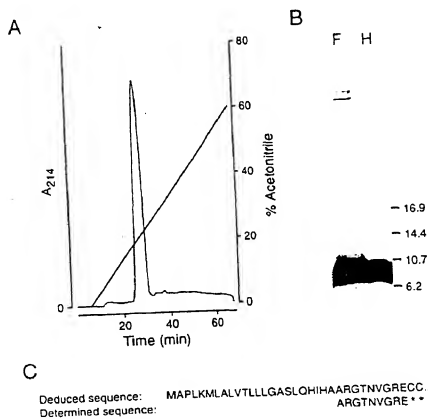 A
B
F H
80
60
40
20
0
A214
0
% Acetonitrile
20 40 60
Time (min)
16.9
14.4
10.7
6.2
C
Deduced sequence: MAPLKMLALVTLLLGASLQHIHAARGTNVGRECC.
Determined sequence: ARGTNVGRE**